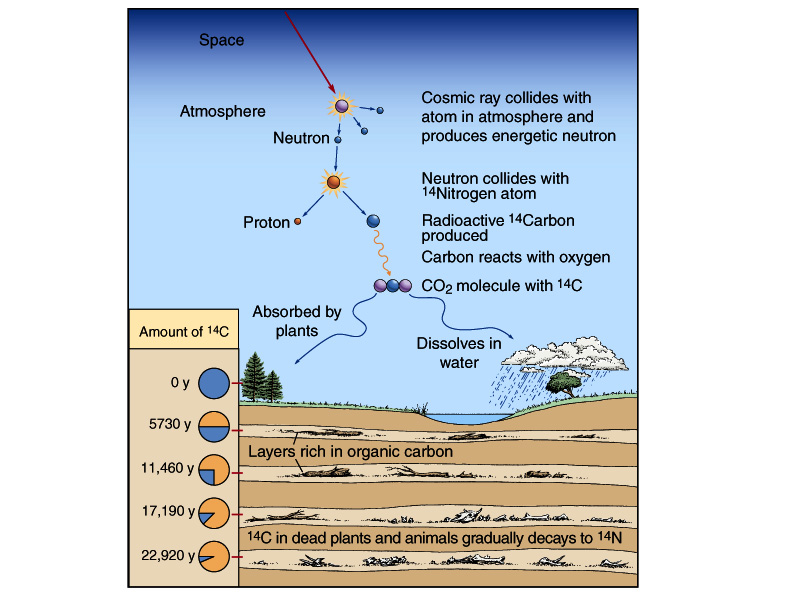 Space
Atmosphere
Cosmic ray collides with
atom in atmosphere and
produces energetic neutron
Neutron
Neutron collides with
14Nitrogen atom
Proton
Radioactive 14Carbon
produced
Carbon reacts with oxygen
CO2 molecule with 14C
Absorbed by
plants
Dissolves in
water
Amount of 14C
0 y
5730 y
Layers rich in organic carbon
11,460 y
17,190 y
14C in dead plants and animals gradually decays to 14N
22,920 y